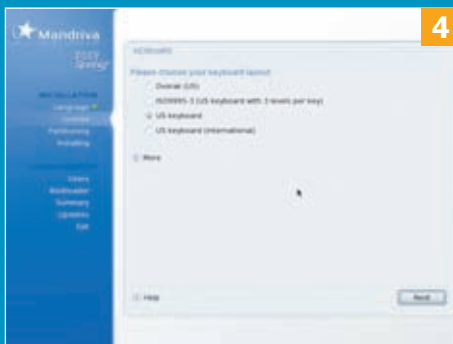 4
Mandriva
Spring
KEYBOARD
Please choose your keyboard layout
Dvorak (US)
ISO9995-3 (US keyboard with 3 levels per key)
US keyboard
US keyboard (international)
More
INSTALLATION
Language
License
Partitioning
Installing
Users
Bootloader
Summary
Updates
Exit
Help
Next